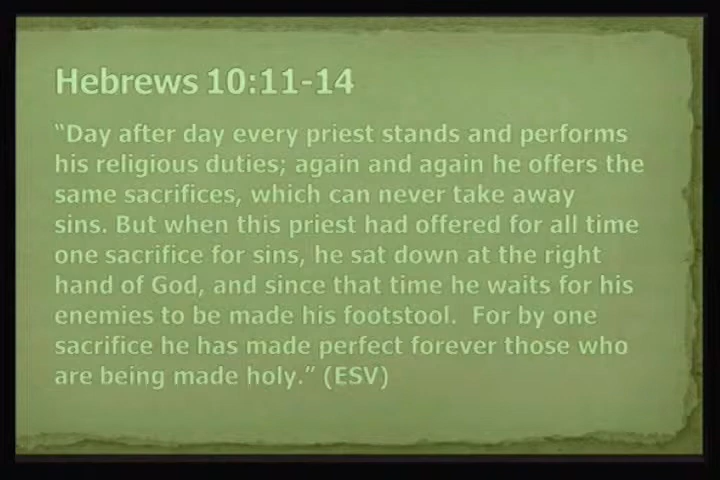 Hebrews 10:11-14
“Day after day every priest stands and performs
his religious duties; again and again he offers the
same sacrifices, which can never take away
sins. But when this priest had offered for all time
one sacrifice for sins, he sat down at the right
hand of God, and since that time he waits for his
enemies to be made his footstool.  For by one
sacrifice he has made perfect forever those who
are being made holy.” (ESV)